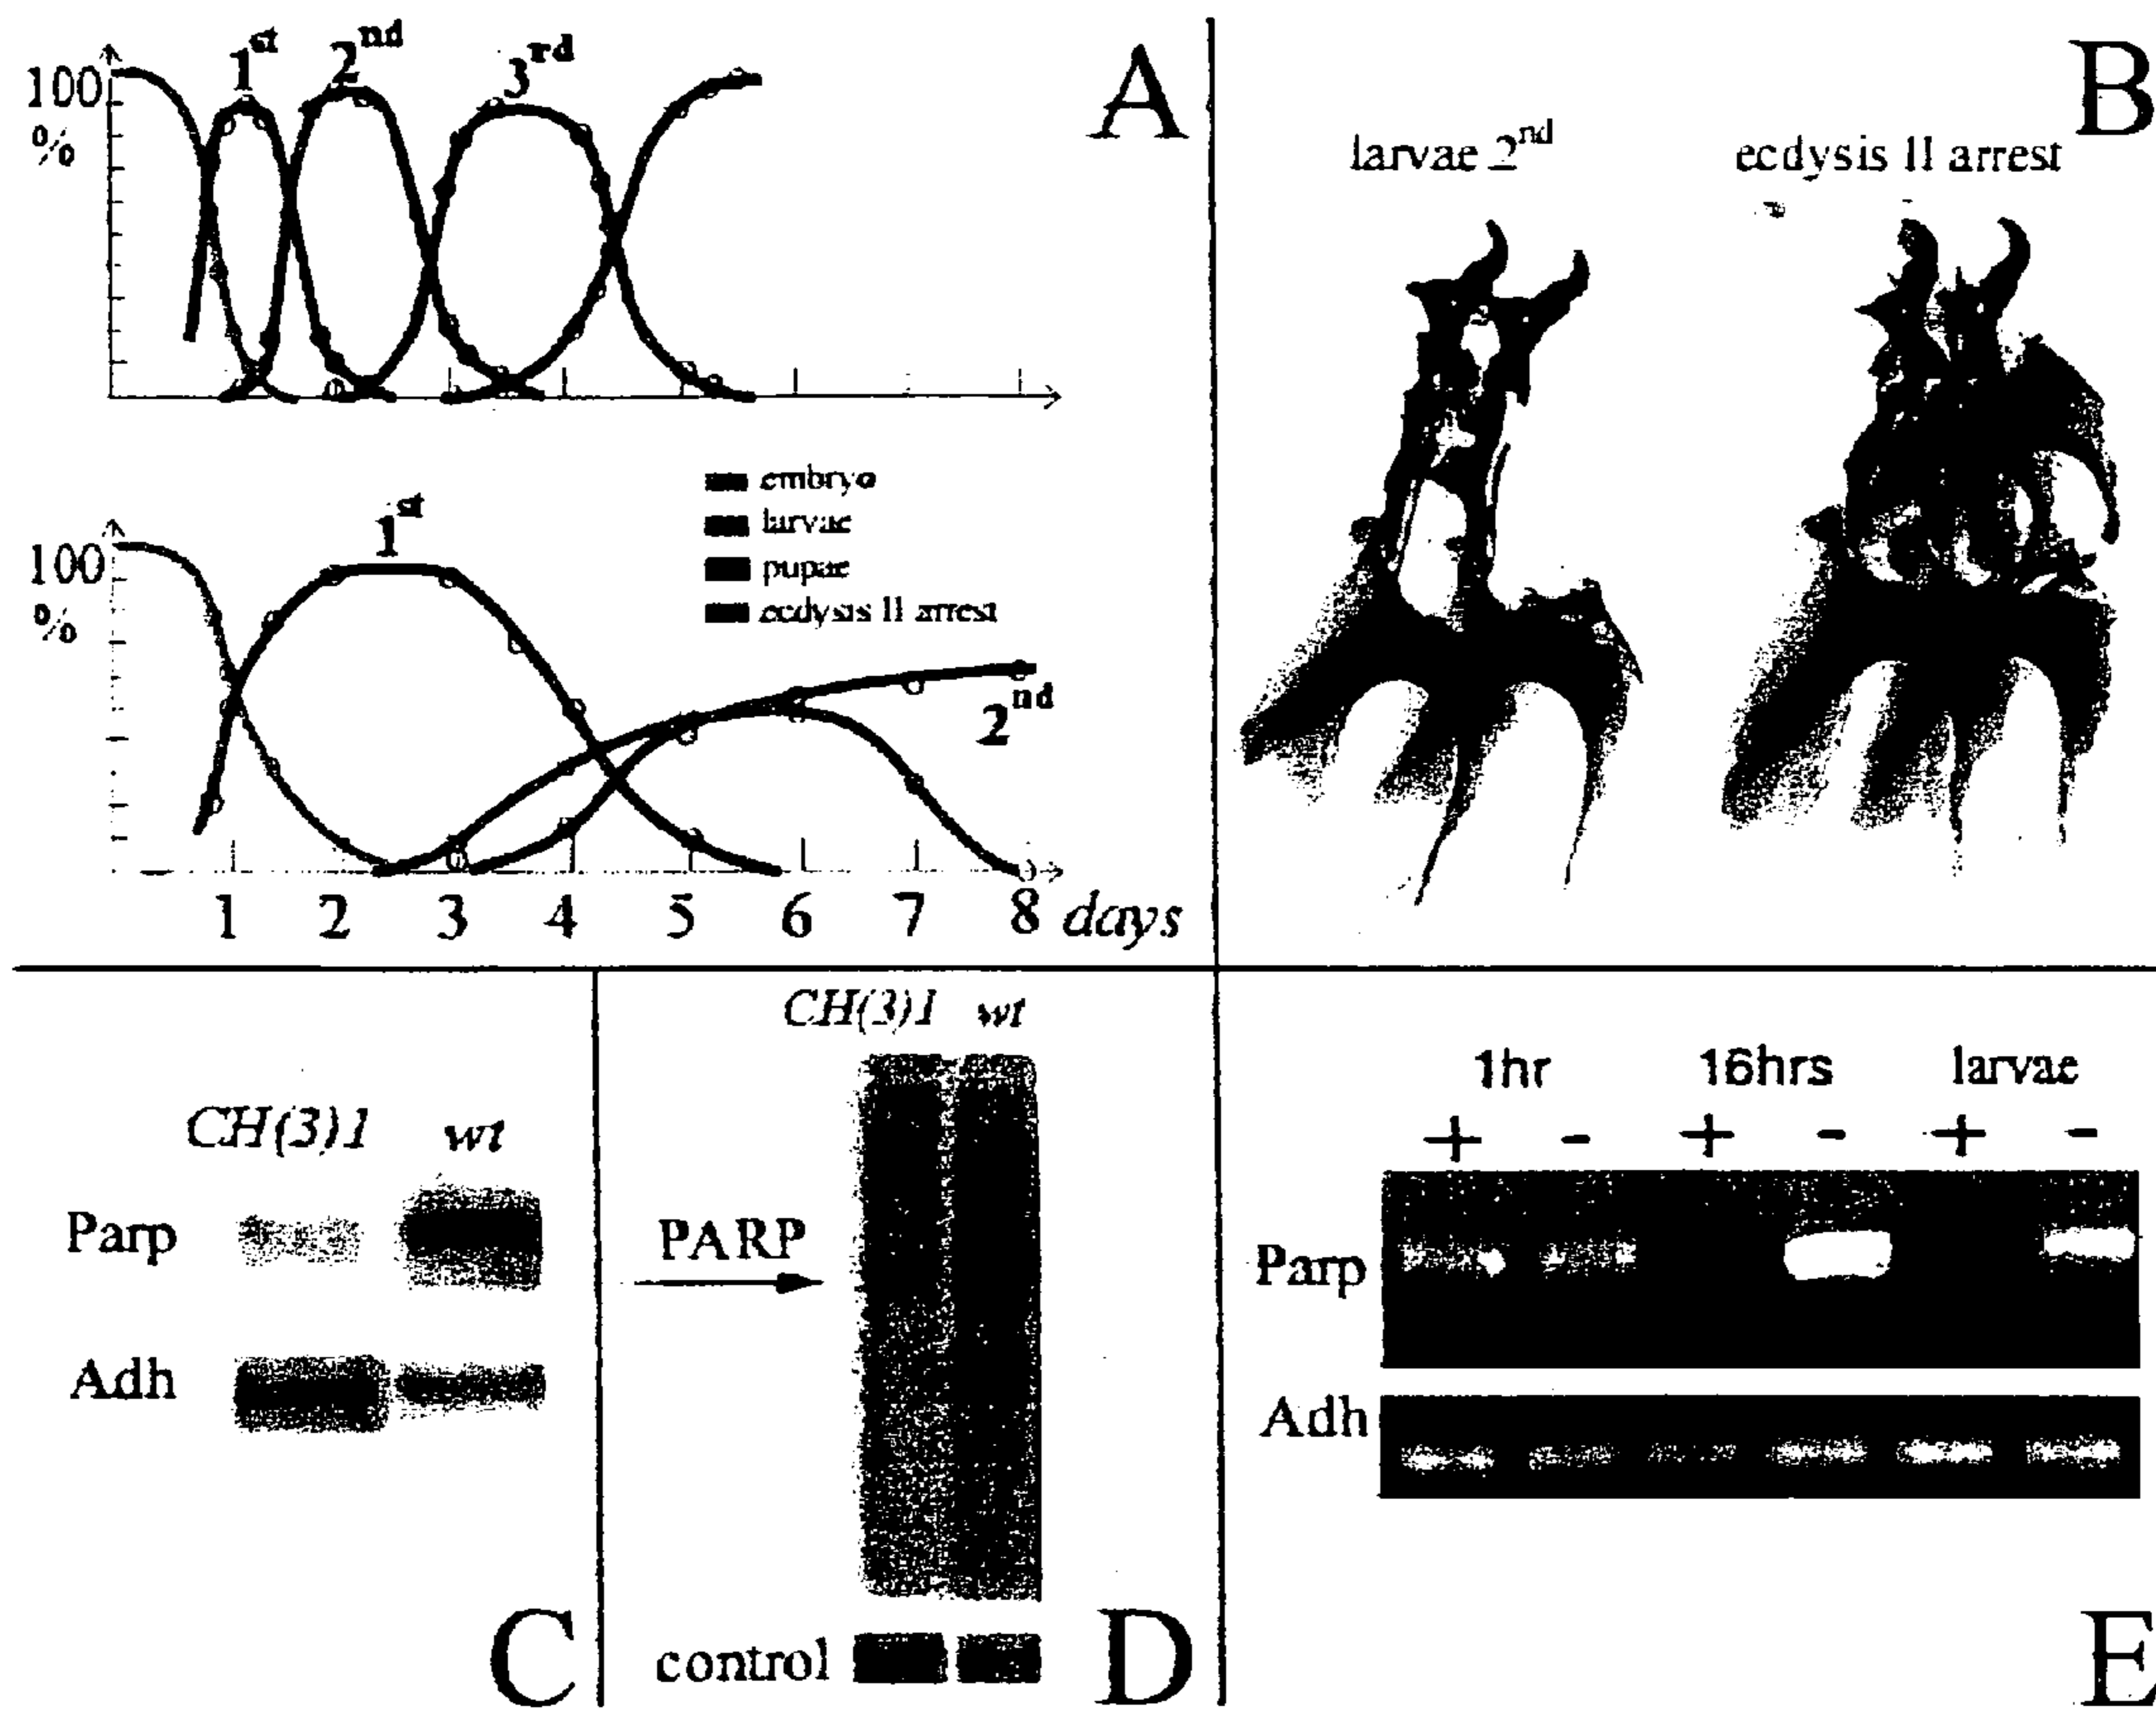 A
1st 2nd 3rd
100
%
embryo
larvae
pupae
ecdysis II arrest
1st
100
%
2nd
1 2 3 4 5 6 7 8 days
B
larvae 2nd ecdysis II arrest
CH(3)1 wt
Parp
Adh
C
CH(3)1 wt
PARP
control
D
1hr 16hrs larvae
+ - + - + -
Parp
Adh
E